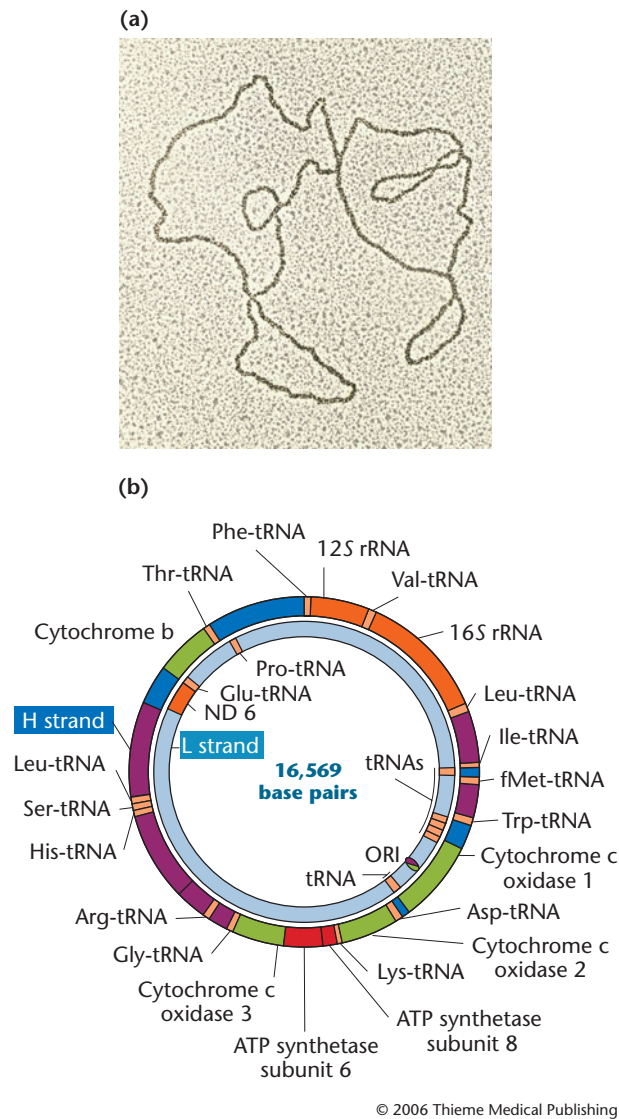 (a)
(b)
Phe-tRNA
12S rRNA
Thr-tRNA
Val-tRNA
Cytochrome b
16S rRNA
Pro-tRNA
Glu-tRNA
ND 6
Leu-tRNA
H strand
L strand
Ile-tRNA
Leu-tRNA
16,569
base pairs
tRNAs
fMet-tRNA
Ser-tRNA
Trp-tRNA
His-tRNA
ORI
tRNA
Cytochrome c
oxidase 1
Arg-tRNA
Asp-tRNA
Gly-tRNA
Cytochrome c
oxidase 2
Lys-tRNA
Cytochrome c
oxidase 3
ATP synthetase
subunit 8
ATP synthetase
subunit 6
© 2006 Thieme Medical Publishing